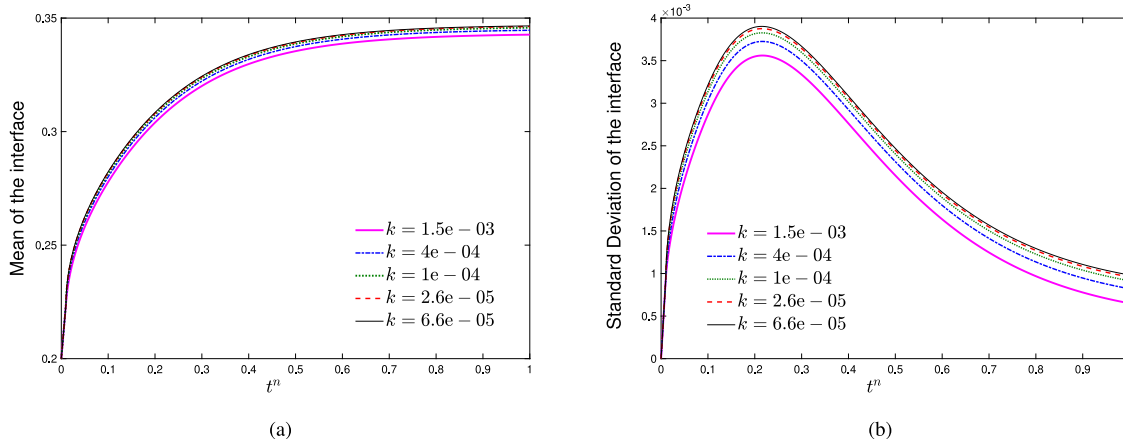 0.35
0.3
0.25
0.2
Mean of the interface
k = 1.5e − 03
k = 4e − 04
k = 1e − 04
k = 2.6e − 05
k = 6.6e − 05
0 0.1 0.2 0.3 0.4 0.5 0.6 0.7 0.8 0.9 1
tⁿ
(a)
×10⁻³
4
3.5
3
2.5
2
1.5
1
0.5
0
Standard Deviation of the interface
k = 1.5e − 03
k = 4e − 04
k = 1e − 04
k = 2.6e − 05
k = 6.6e − 05
0 0.1 0.2 0.3 0.4 0.5 0.6 0.7 0.8 0.9
tⁿ
(b)